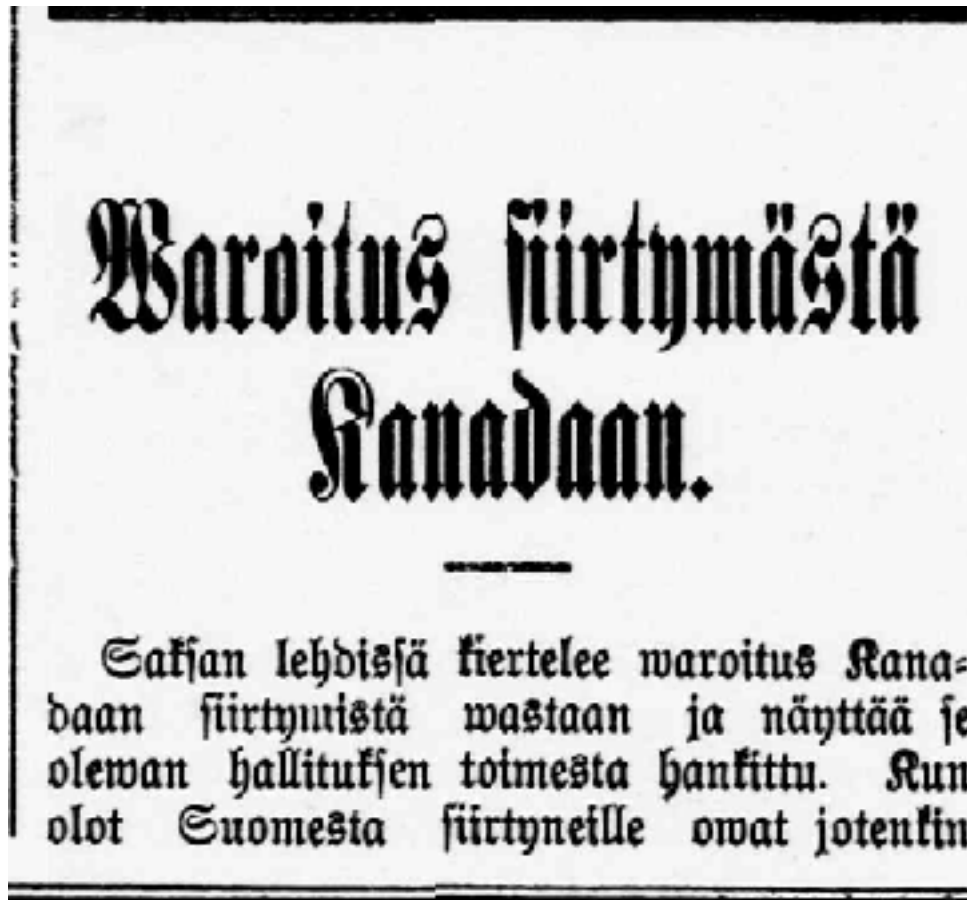 Waroitus siirtymästä
Kanadaan.
Saksan lehdissä kiertelee waroitus Kana-
daan siirtymistä wastaan ja näyttää se
olewan hallituksen toimesta hankittu. Kun
olot Suomesta siirtyneille owat jotenkin